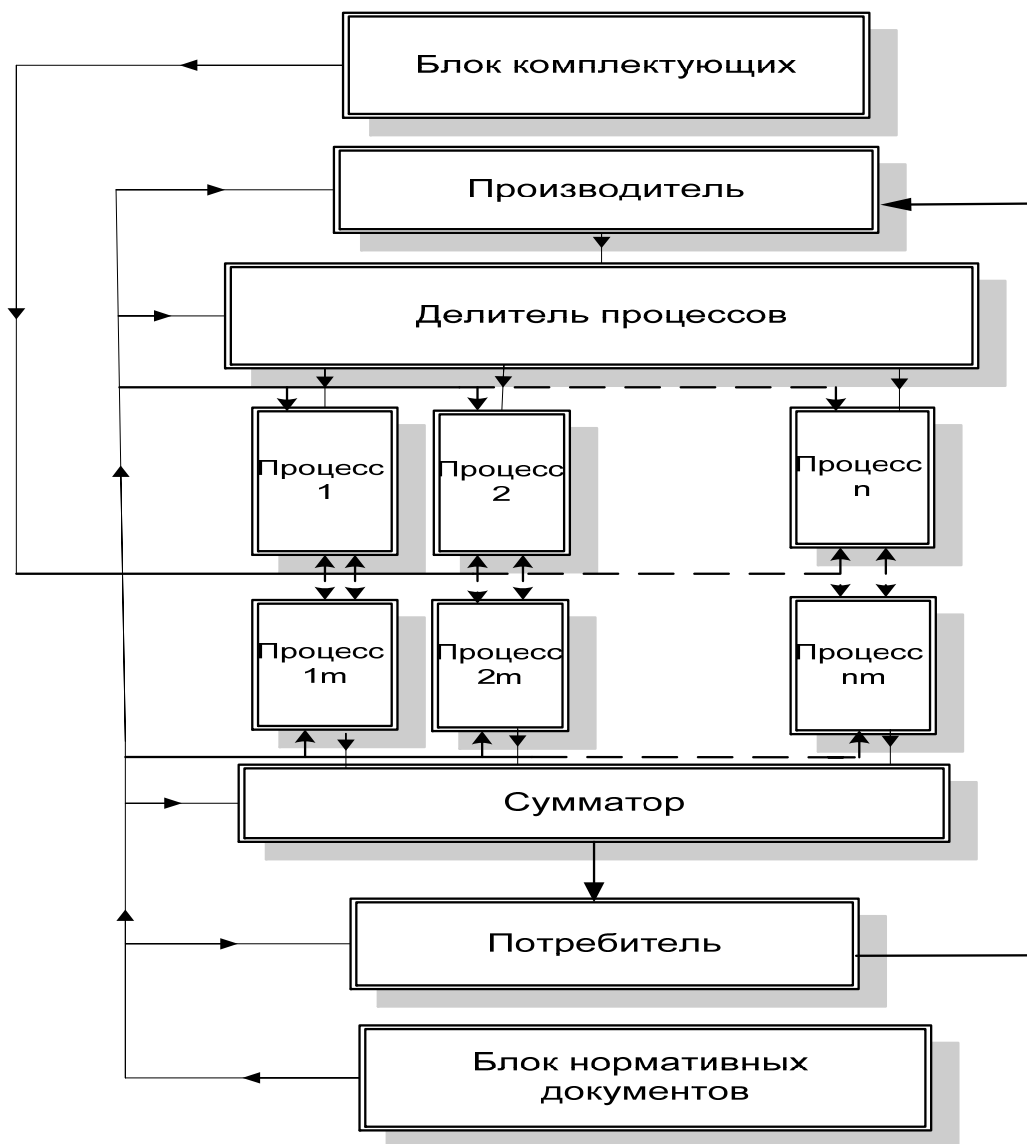 Блок комплектующих
Производитель
Делитель процессов
Процесс
1
Процесс
2
Процесс
n
Процесс
1m
Процесс
2m
Процесс
nm
Сумматор
Потребитель
Блок нормативных
документов